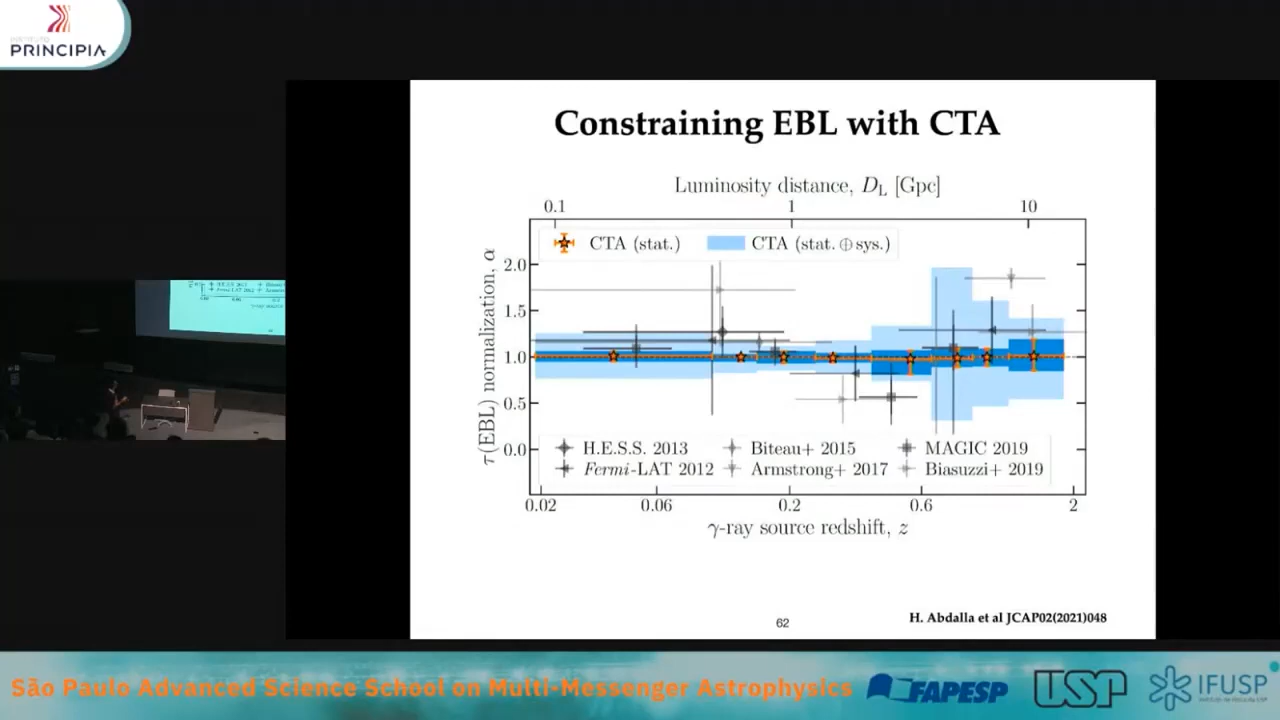 INSTITUTO
PRINCIPIA
Constraining EBL with CTA
Luminosity distance, D_L [Gpc]
0.1 1 10
CTA (stat.) CTA (stat. ⊕ sys.)
τ(EBL) normalization, α
2.0
1.5
1.0
0.5
0.0
H.E.S.S. 2013 Biteau+ 2015 MAGIC 2019
Fermi-LAT 2012 Armstrong+ 2017 Biasuzzi+ 2019
0.02 0.06 0.2 0.6 2
γ-ray source redshift, z
62
H. Abdalla et al JCAP02(2021)048
São Paulo Advanced Science School on Multi-Messenger Astrophysics
FAPESP
USP
IFUSP